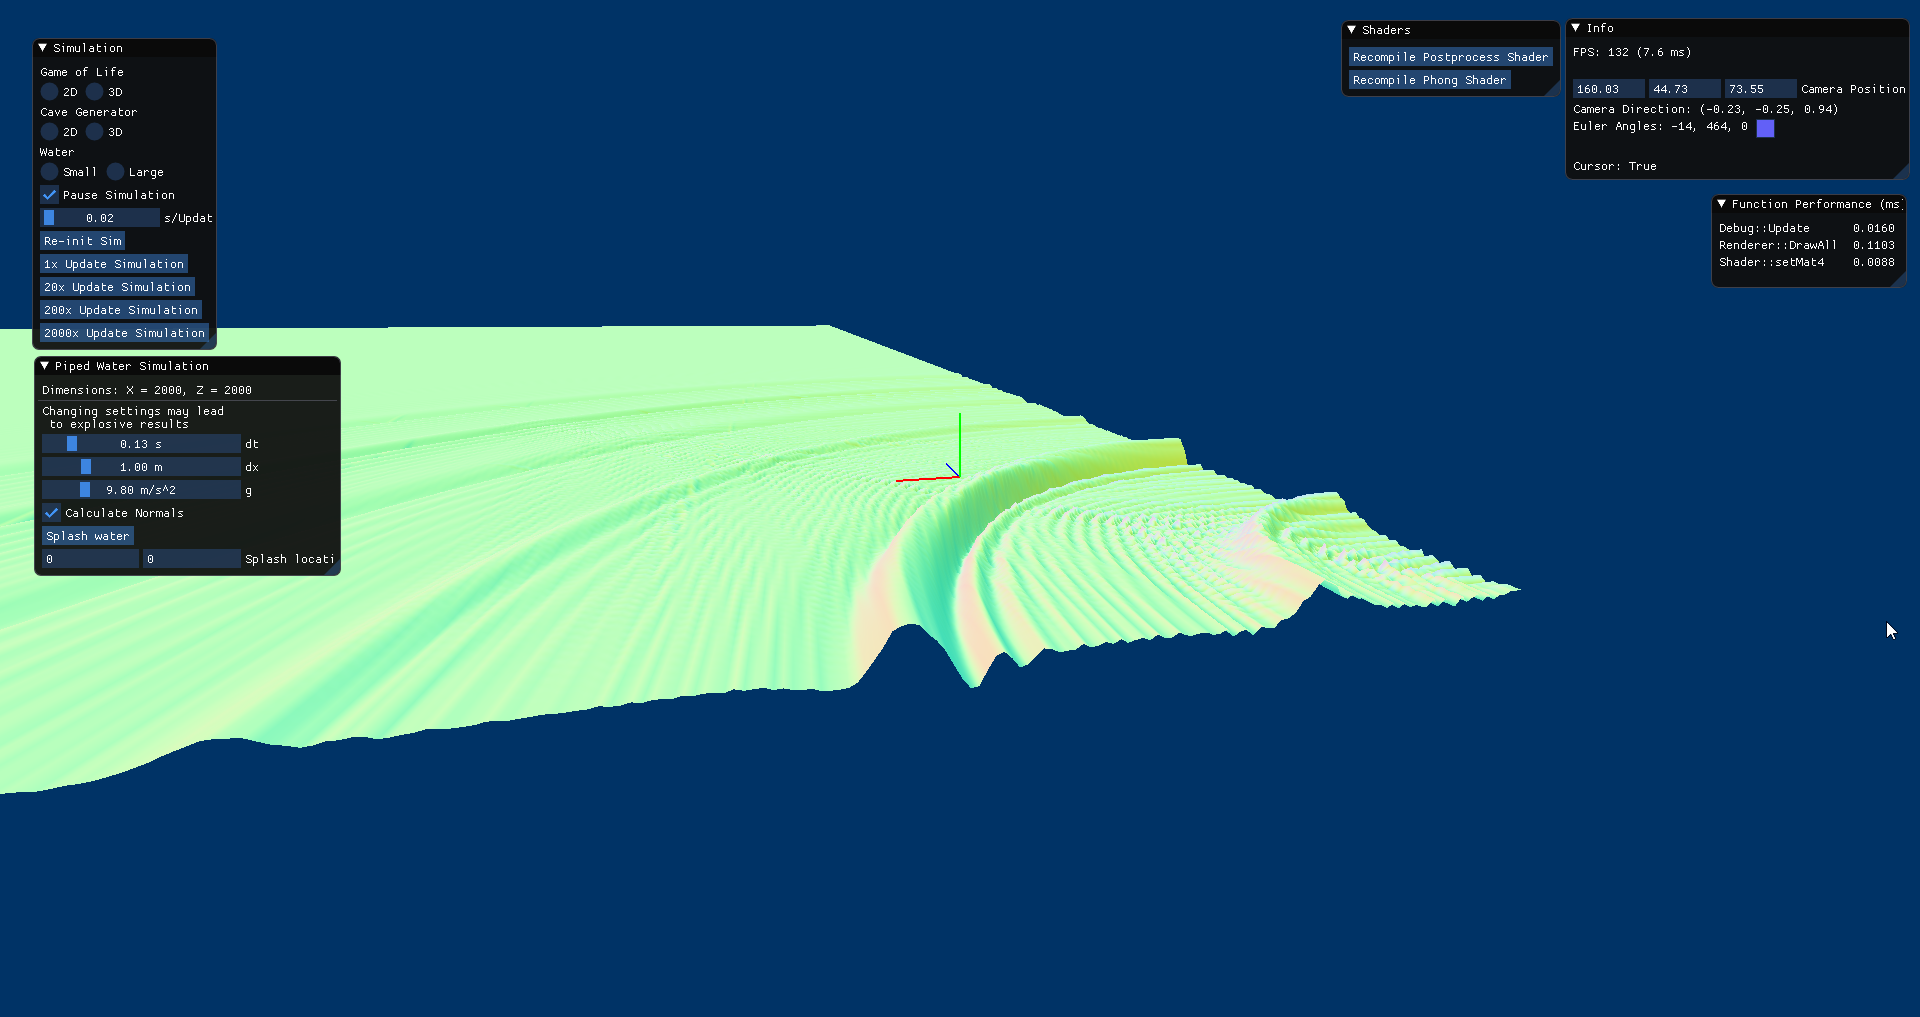 Simulation
Game of Life
2D 3D
Cave Generator
2D 3D
Water
Small Large
Pause Simulation
0.02 s/Updat
Re-init Sim
1x Update Simulation
20x Update Simulation
200x Update Simulation
2000x Update Simulation
Piped Water Simulation
Dimensions: X = 2000, Z = 2000
Changing settings may lead
to explosive results
0.13 s dt
1.00 m dx
9.80 m/s^2 g
Calculate Normals
Splash water
0 0 Splash locati
Shaders
Recompile Postprocess Shader
Recompile Phong Shader
Info
FPS: 132 (7.6 ms)
160.03 44.73 73.55 Camera Position
Camera Direction: (-0.23, -0.25, 0.94)
Euler Angles: -14, 464, 0
Cursor: True
Function Performance (ms
Debug::Update 0.0160
Renderer::DrawAll 0.1103
Shader::setMat4 0.0088